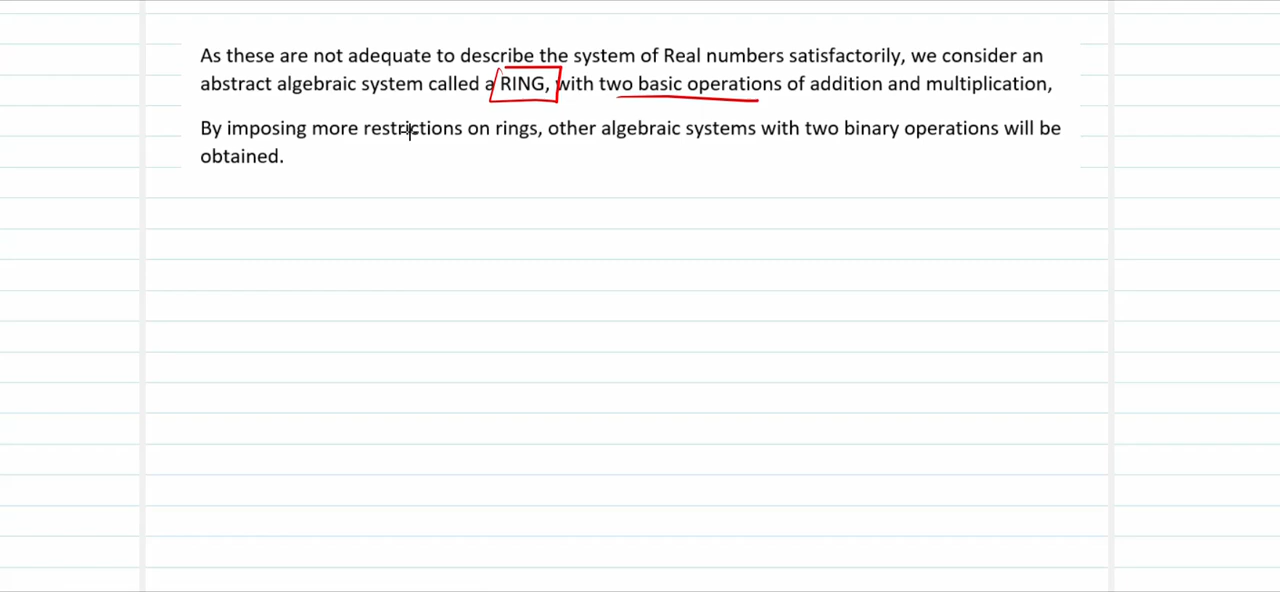 As these are not adequate to describe the system of Real numbers satisfactorily, we consider an
abstract algebraic system called a RING, with two basic operations of addition and multiplication,
By imposing more restrictions on rings, other algebraic systems with two binary operations will be
obtained.